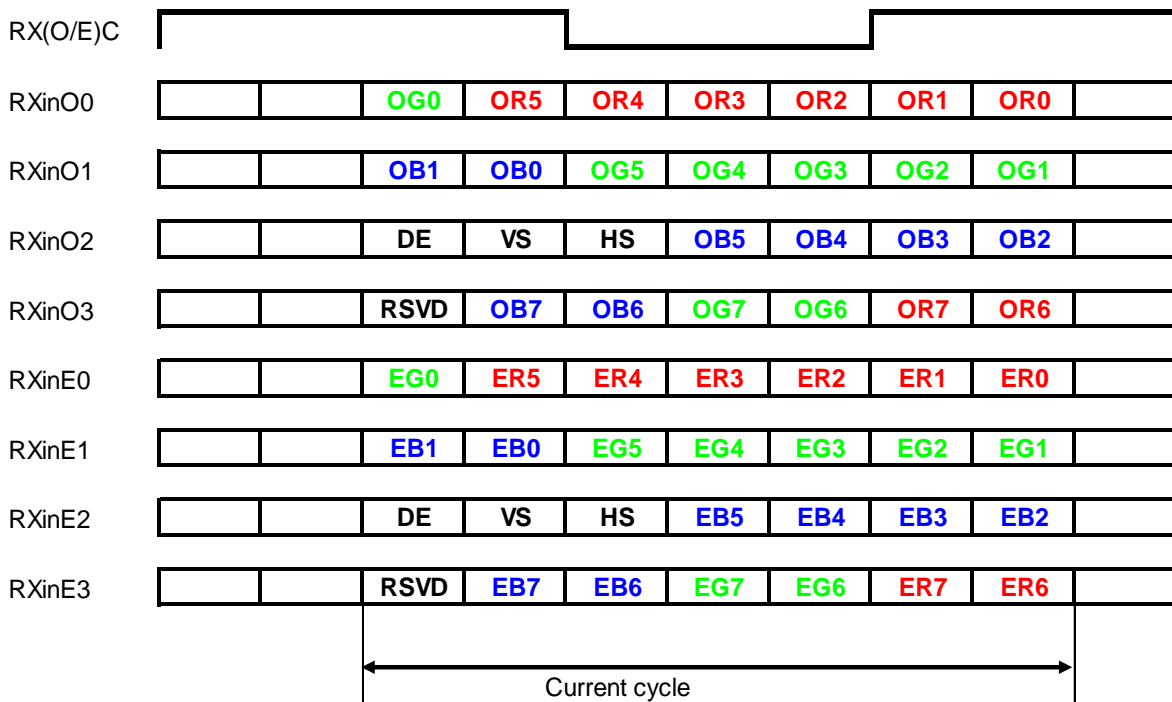 RX(O/E)C
RXinO0 OG0 OR5 OR4 OR3 OR2 OR1 OR0
RXinO1 OB1 OB0 OG5 OG4 OG3 OG2 OG1
RXinO2 DE VS HS OB5 OB4 OB3 OB2
RXinO3 RSVD OB7 OB6 OG7 OG6 OR7 OR6
RXinE0 EG0 ER5 ER4 ER3 ER2 ER1 ER0
RXinE1 EB1 EB0 EG5 EG4 EG3 EG2 EG1
RXinE2 DE VS HS EB5 EB4 EB3 EB2
RXinE3 RSVD EB7 EB6 EG7 EG6 ER7 ER6
Current cycle